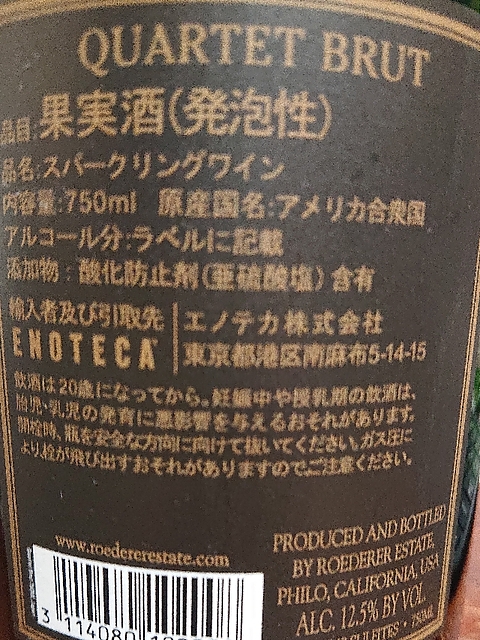 QUARTET BRUT
品目:果実酒(発泡性)
品名:スパークリングワイン
内容量:750ml 原産国名:アメリカ合衆国
アルコール分:ラベルに記載
添加物:酸化防止剤(亜硫酸塩)含有
輸入者及び引取先
ENOTECA
エノテカ株式会社
東京都港区南麻布5-14-15
飲酒は20歳になってから。妊娠中や授乳期の飲酒は、
胎児・乳児の発育に悪影響を与えるおそれがあります。
開栓時、瓶を安全な方向に向けて抜いてください。ガス圧に
より、栓が飛び出すおそれがありますのでご注意ください。
www.roedererestate.com
PRODUCED AND BOTTLED
BY ROEDERER ESTATE,
PHILO, CALIFORNIA, USA
ALC. 12.5% BY VOL.
750ML
3 114080